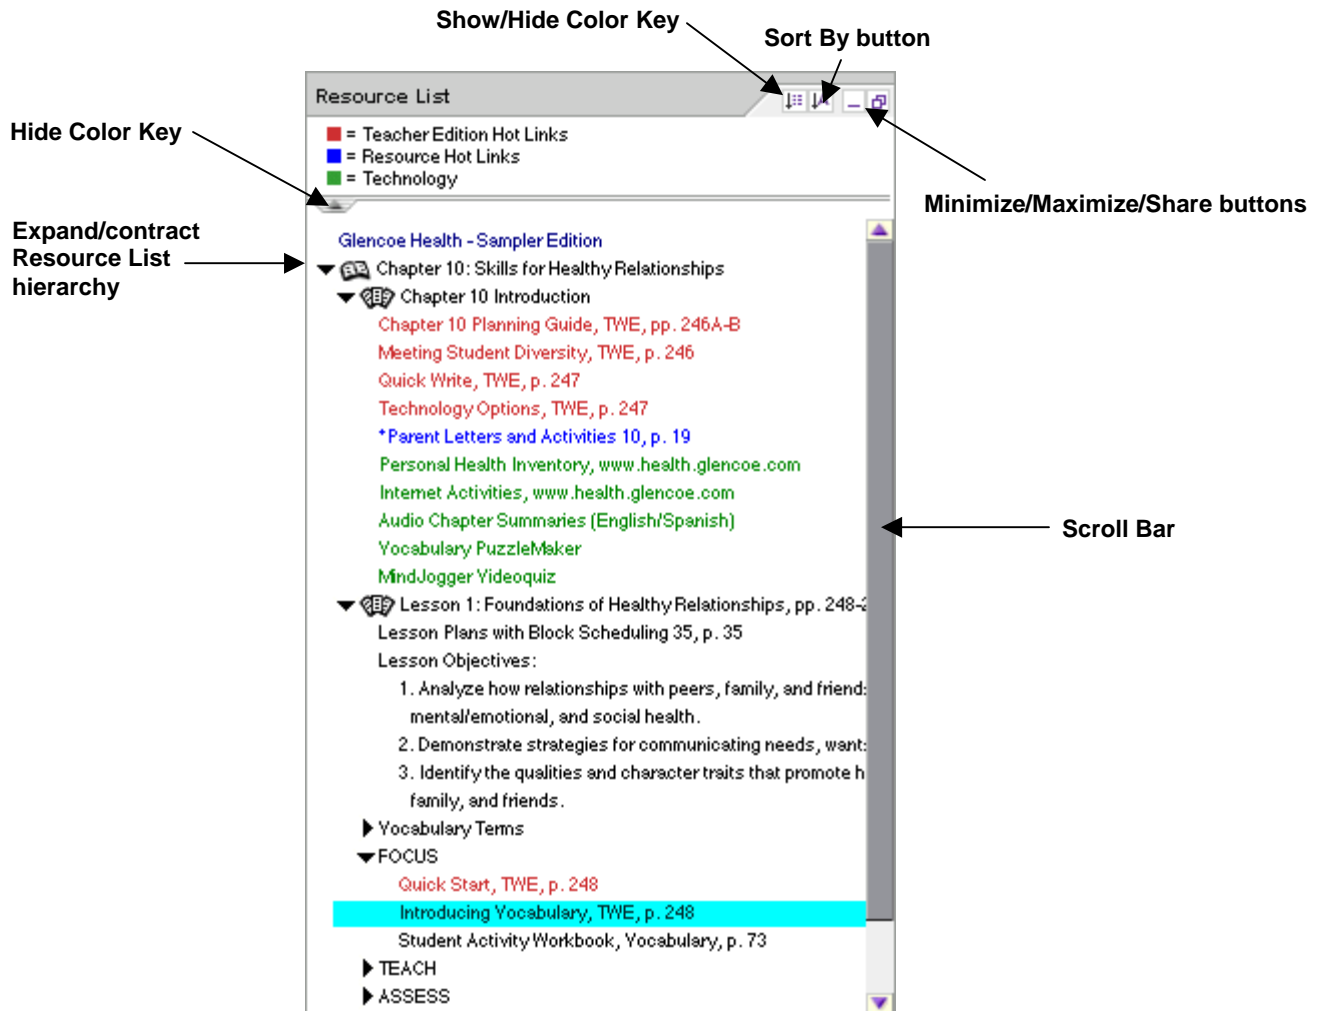 Show/Hide Color Key
Sort By button
Resource List
Hide Color Key
= Teacher Edition Hot Links
= Resource Hot Links
= Technology
Minimize/Maximize/Share buttons
Expand/contract
Resource List
hierarchy
Glencoe Health - Sampler Edition
Chapter 10: Skills for Healthy Relationships
Chapter 10 Introduction
Chapter 10 Planning Guide, TWE, pp. 246A-B
Meeting Student Diversity, TWE, p. 246
Quick Write, TWE, p. 247
Technology Options, TWE, p. 247
*Parent Letters and Activities 10, p. 19
Personal Health Inventory, www.health.glencoe.com
Internet Activities, www.health.glencoe.com
Audio Chapter Summaries (English/Spanish)
Scroll Bar
Vocabulary PuzzleMaker
MindJogger Videoquiz
Lesson 1: Foundations of Healthy Relationships, pp. 248-
Lesson Plans with Block Scheduling 35, p. 35
Lesson Objectives:
1. Analyze how relationships with peers, family, and friend
mental/emotional, and social health.
2. Demonstrate strategies for communicating needs, want
3. Identify the qualities and character traits that promote h
family, and friends.
Vocabulary Terms
FOCUS
Quick Start, TWE, p. 248
Introducing Vocabulary, TWE, p. 248
Student Activity Workbook, Vocabulary, p. 73
TEACH
ASSESS